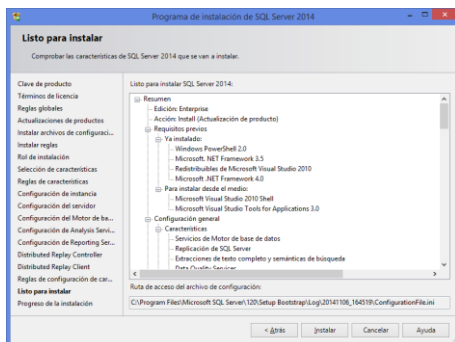 Programa de instalación de SQL Server 2014
Listo para instalar
Comprobar las características de SQL Server 2014 que se van a instalar.
Clave de producto
Términos de licencia
Reglas globales
Actualizaciones de productos
Instalar archivos de configuraci...
Instalar reglas
Rol de instalación
Selección de características
Reglas de características
Configuración de instancia
Configuración del servidor
Configuración del Motor de ba...
Configuración de Analysis Servi...
Configuración de Reporting Ser...
Distributed Replay Controller
Distributed Replay Client
Reglas de configuración de car...
Listo para instalar
Progreso de la instalación
Listo para instalar SQL Server 2014:
Resumen
Edición: Enterprise
Acción: Install (Actualización de producto)
Requisitos previos
Ya instalado:
Windows PowerShell 2.0
Microsoft .NET Framework 3.5
Redistribuibles de Microsoft Visual Studio 2010
Microsoft .NET Framework 4.0
Para instalar desde el medio:
Microsoft Visual Studio 2010 Shell
Microsoft Visual Studio Tools for Applications 3.0
Configuración general
Características
Servicios de Motor de base de datos
Replicación de SQL Server
Extracciones de texto completo y semánticas de búsqueda
Data Quality Services
Ruta de acceso del archivo de configuración:
C:\Program Files\Microsoft SQL Server\120\Setup Bootstrap\Log\20141106_164519\ConfigurationFile.ini
< Atrás
Instalar
Cancelar
Ayuda